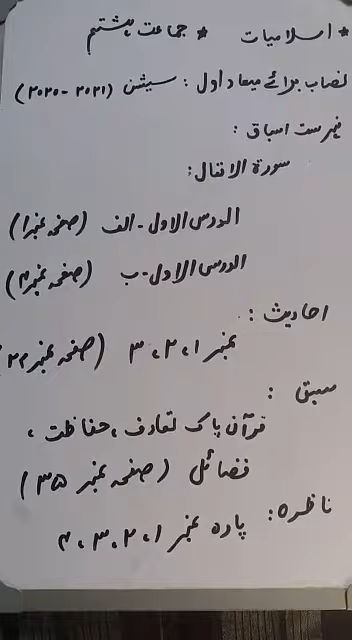 * اسلامیات * جماعت ہشتم
نصاب برائے میعاد اول : سیشن (۲۰۲۱ - ۲۰۲۰)
فہرست اسباق :
سورۃ الانفال :
الدرس الاول - الف (صفحہ نمبر ۱)
الدرس الاول - ب (صفحہ نمبر ۴)
احادیث :
نمبر ۱، ۲، ۳ (صفحہ نمبر ۲۲
سبق :
قرآن پاک تعارف ، حفاظت ،
فضائل (صفحہ نمبر ۳۵)
ناظرہ : پارہ نمبر ۱، ۲، ۳، ۴